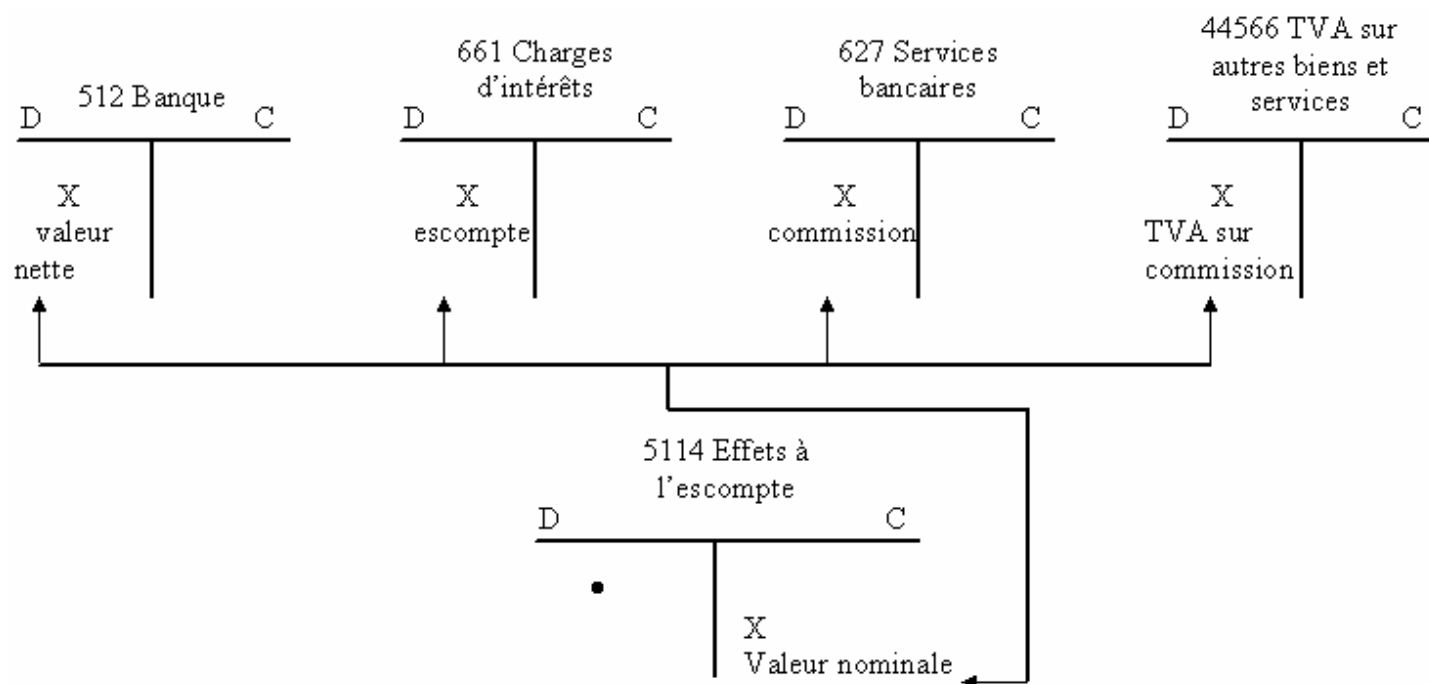 512 Banque
D C
X
valeur
nette
661 Charges
d'intérêts
D C
X
escompte
627 Services
bancaires
D C
X
commission
44566 TVA sur
autres biens et
services
D C
X
TVA sur
commission
5114 Effets à
l'escompte
D C
X
Valeur nominale